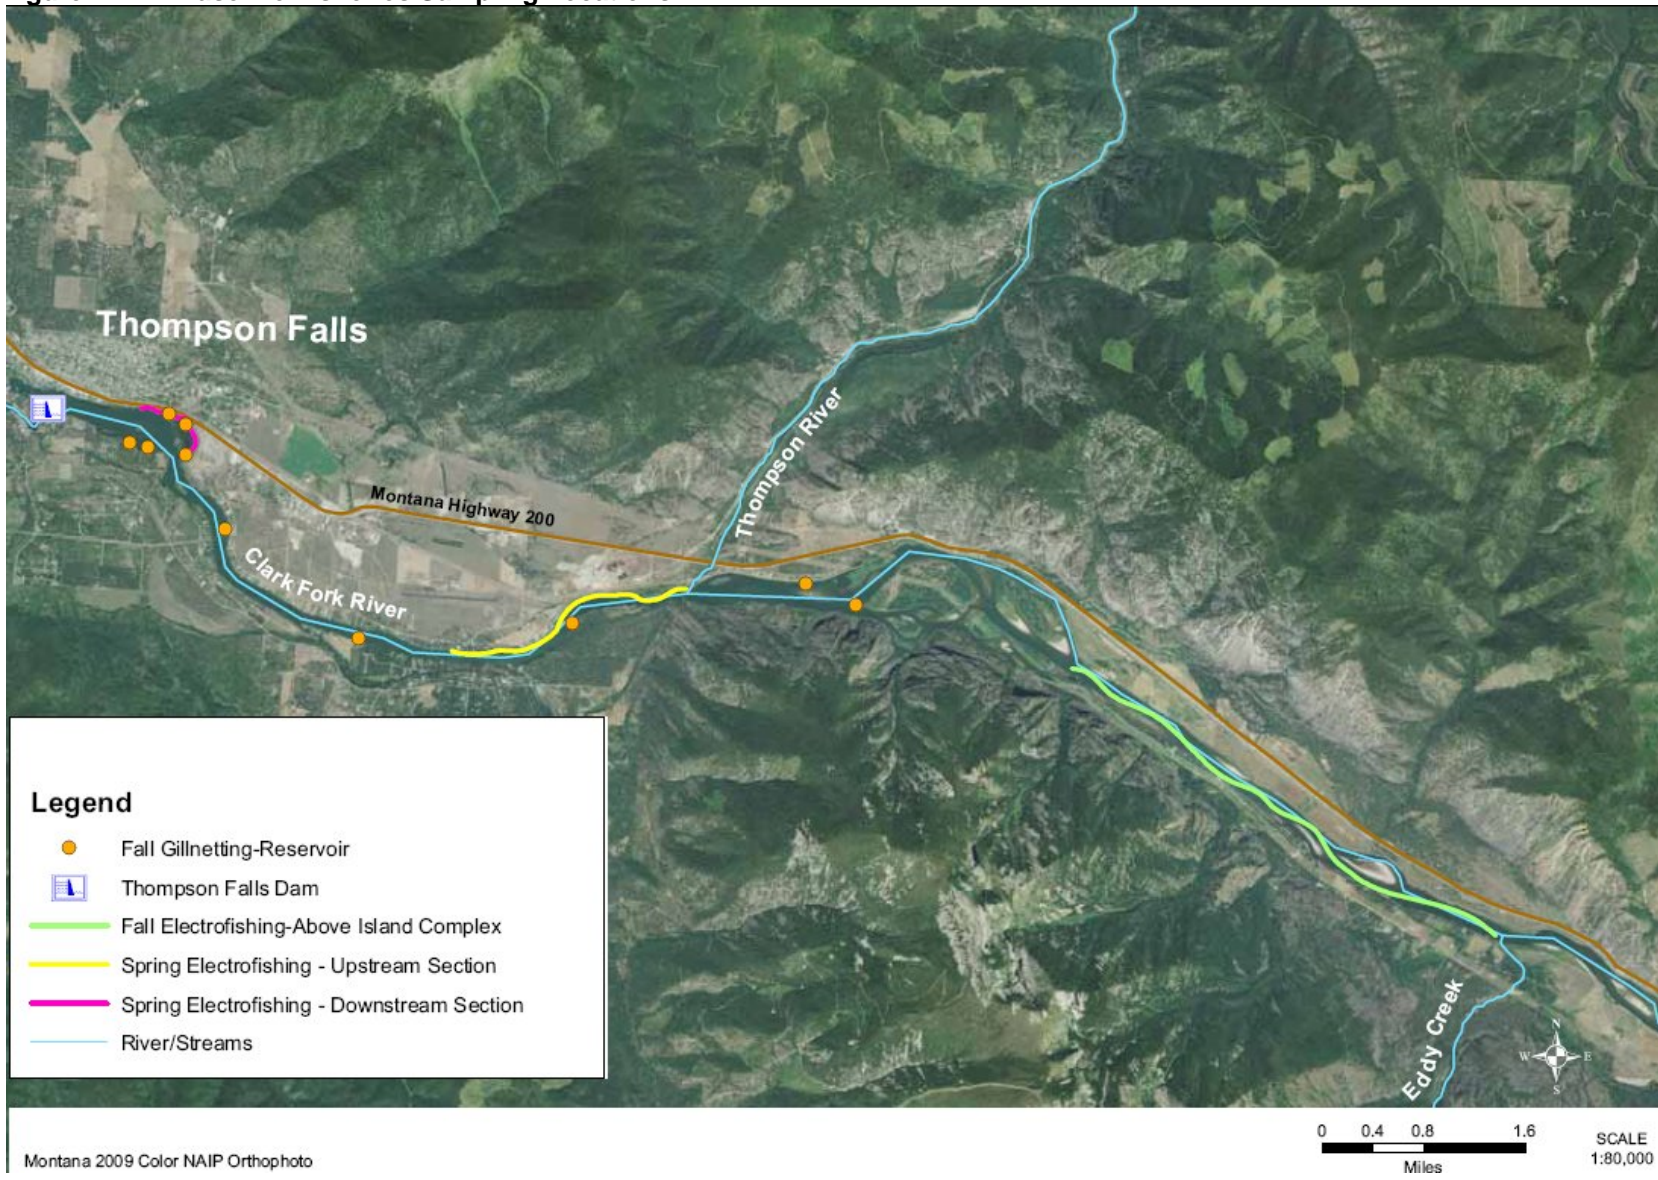 Thompson Falls
Thompson River
Montana Highway 200
Clark Fork River
Legend
Fall Gillnetting-Reservoir
Thompson Falls Dam
Fall Electrofishing-Above Island Complex
Spring Electrofishing - Upstream Section
Spring Electrofishing - Downstream Section
River/Streams
Eddy Creek
N
W E
S
0 0.4 0.8 1.6
Miles
SCALE
1:80,000
Montana 2009 Color NAIP Orthophoto